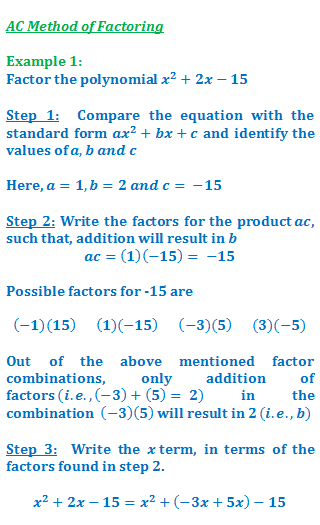 AC Method of Factoring
Example 1:
Factor the polynomial x² + 2x − 15
Step 1: Compare the equation with the
standard form ax² + bx + c and identify the
values of a, b and c
Here, a = 1, b = 2 and c = −15
Step 2: Write the factors for the product ac,
such that, addition will result in b
ac = (1)(−15) = −15
Possible factors for -15 are
(−1)(15) (1)(−15) (−3)(5) (3)(−5)
Out of the above mentioned factor
combinations, only addition of
factors (i.e., (−3) + (5) = 2) in the
combination (−3)(5) will result in 2 (i.e., b)
Step 3: Write the x term, in terms of the
factors found in step 2.
x² + 2x − 15 = x² + (−3x + 5x) − 15